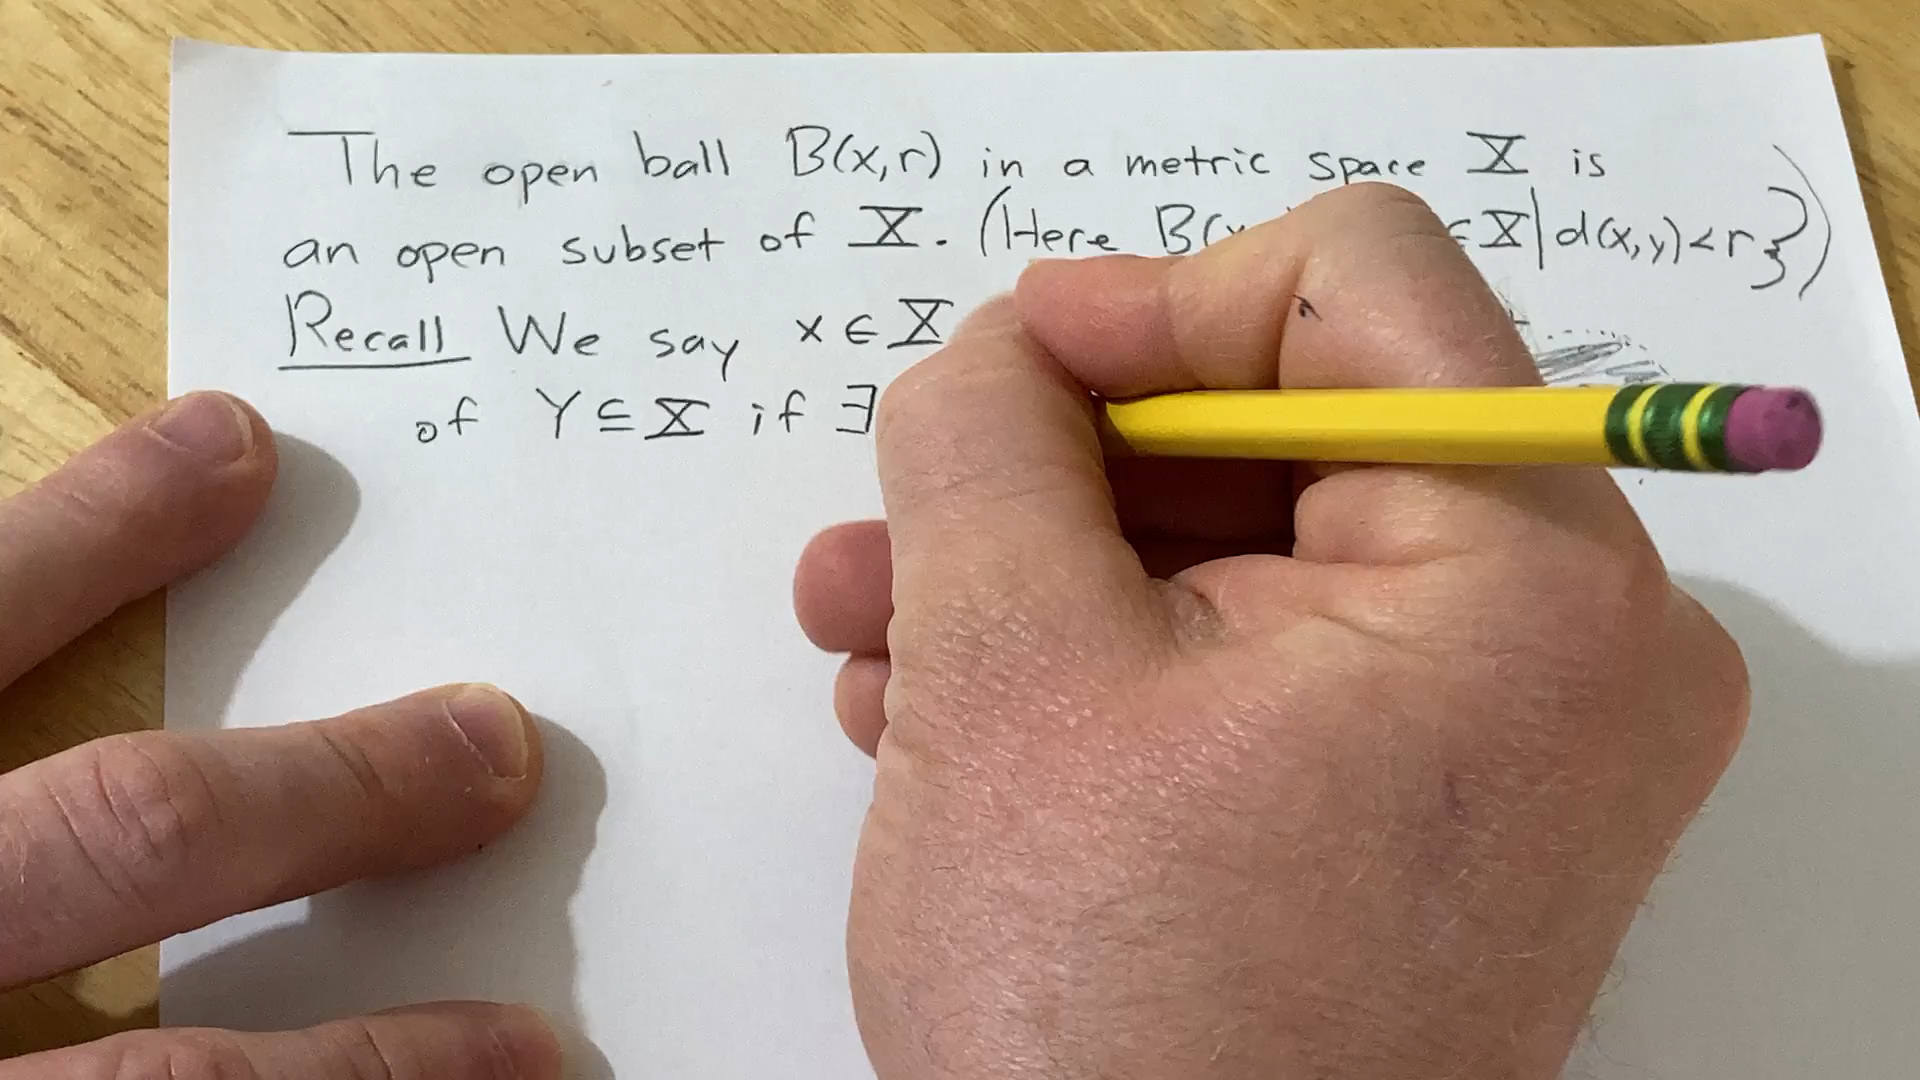 The open ball B(x,r) in a metric space X is
an open subset of X. (Here B(x ∈X|d(x,y)<r})
Recall We say x∈X
of Y⊆X if ∃